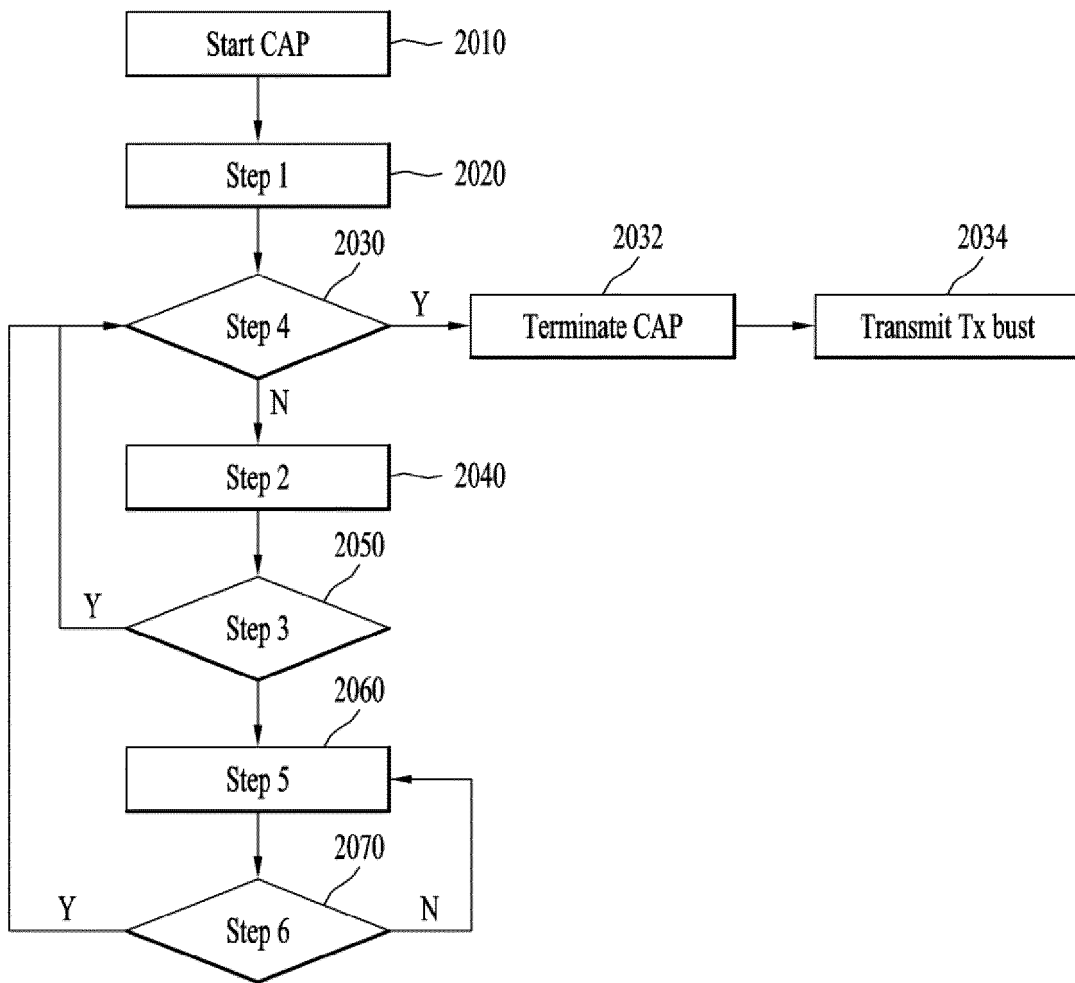 Start CAP
2010
Step 1
2020
2030
2032
2034
Step 4
Y
Terminate CAP
Transmit Tx bust
N
Step 2
2040
2050
Y
Step 3
2060
Step 5
2070
Y
Step 6
N